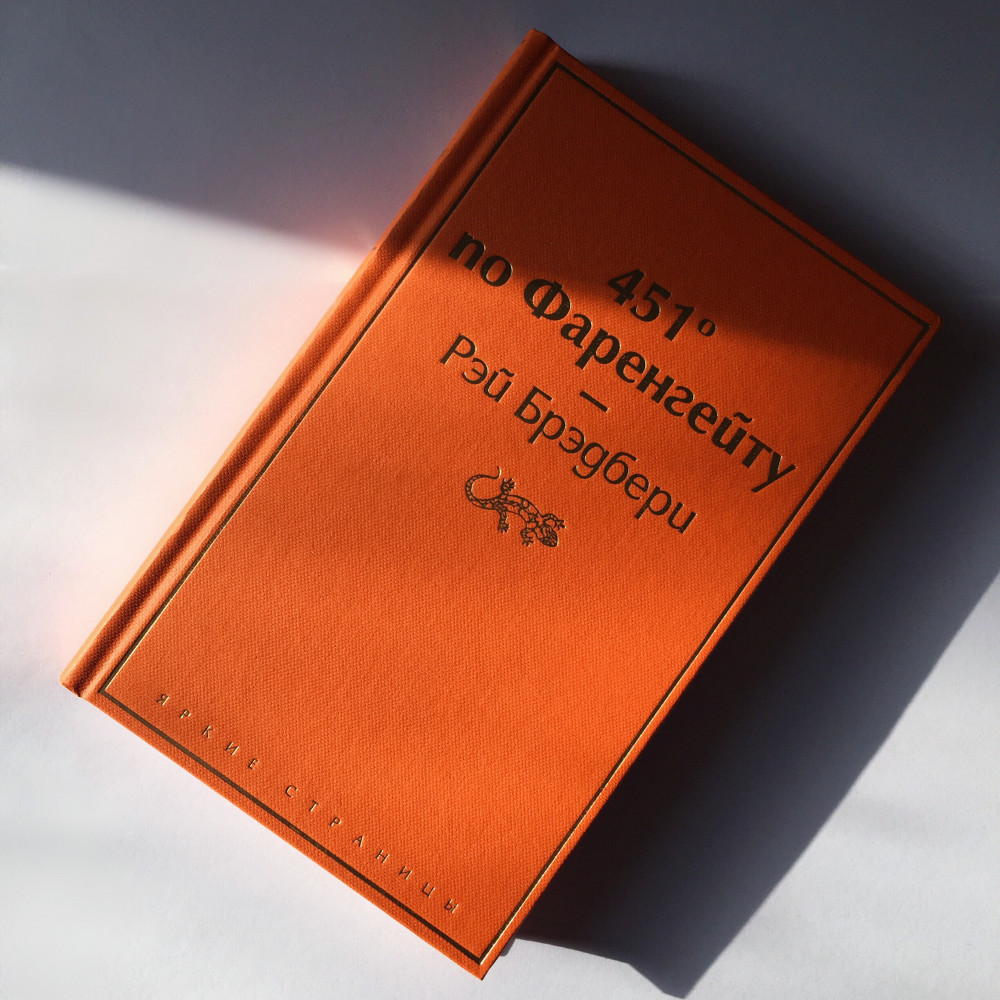 451°
по Фаренгейту
—
Рэй Брэдбери
ЯРКИЕ СТРАНИЦЫ